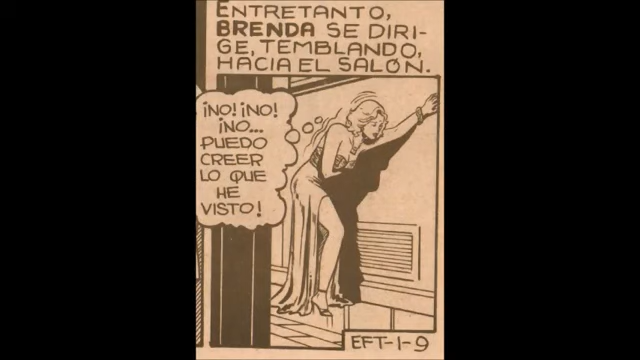 ENTRETANTO,
BRENDA SE DIRI-
GE, TEMBLANDO,
HACIA EL SALÓN.
¡NO! ¡NO!
¡NO...
PUEDO
CREER
LO QUE
HE
VISTO!
EFT-1-9